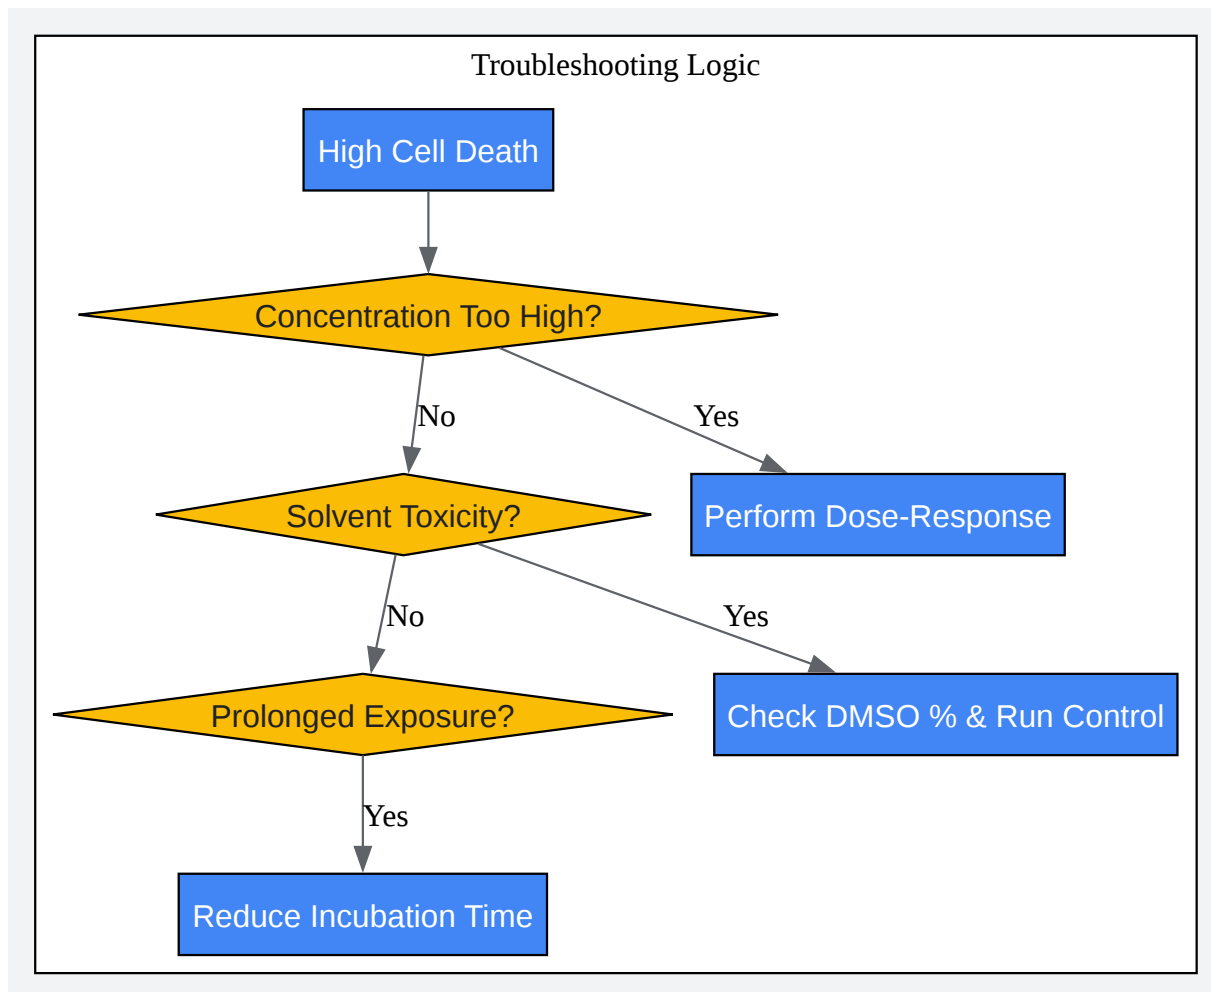 Troubleshooting Logic
High Cell Death
Concentration Too High?
No
Yes
Solvent Toxicity?
Perform Dose-Response
No
Yes
Prolonged Exposure?
Check DMSO % & Run Control
Yes
Reduce Incubation Time